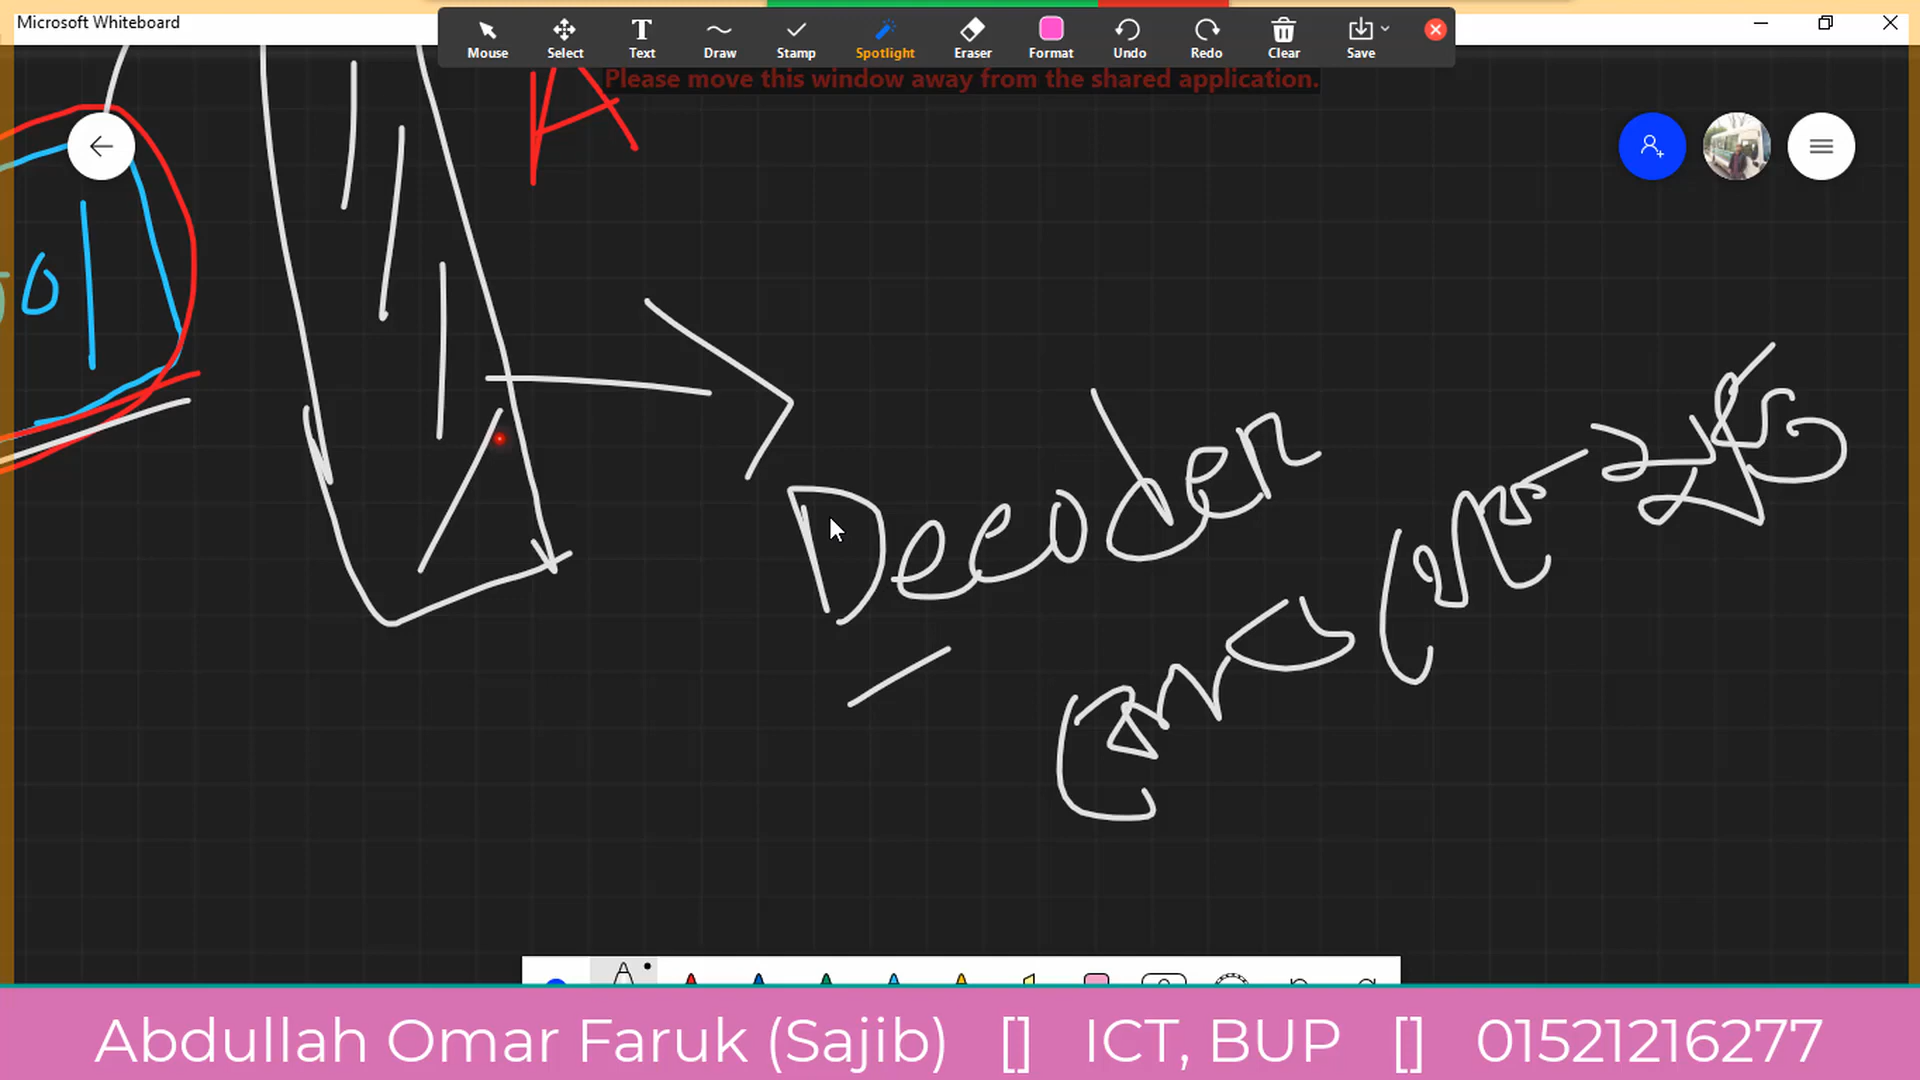 Microsoft Whiteboard
Mouse Select Text Draw Stamp Spotlight Eraser Format Undo Redo Clear Save
Please move this window away from the shared application.
A
01
Decoder
Abdullah Omar Faruk (Sajib) [] ICT, BUP [] 01521216277